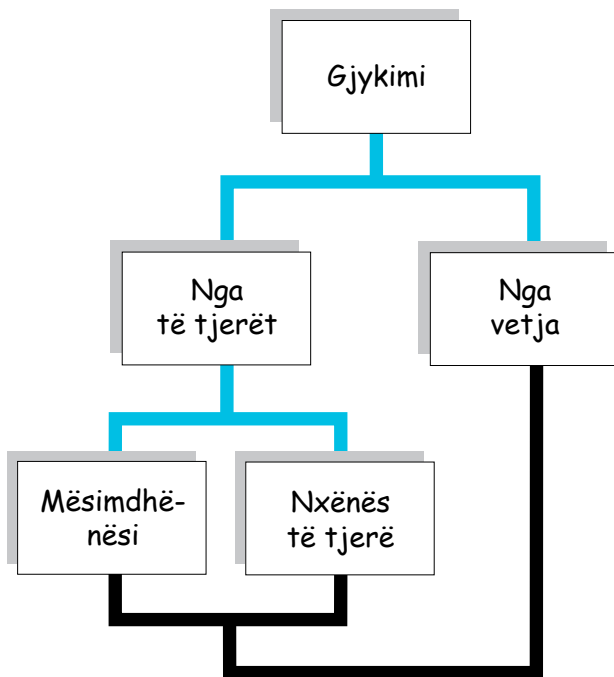 Gjykimi
Nga
të tjerët
Nga
vetja
Mësimdhë-
nësi
Nxënës
të tjerë